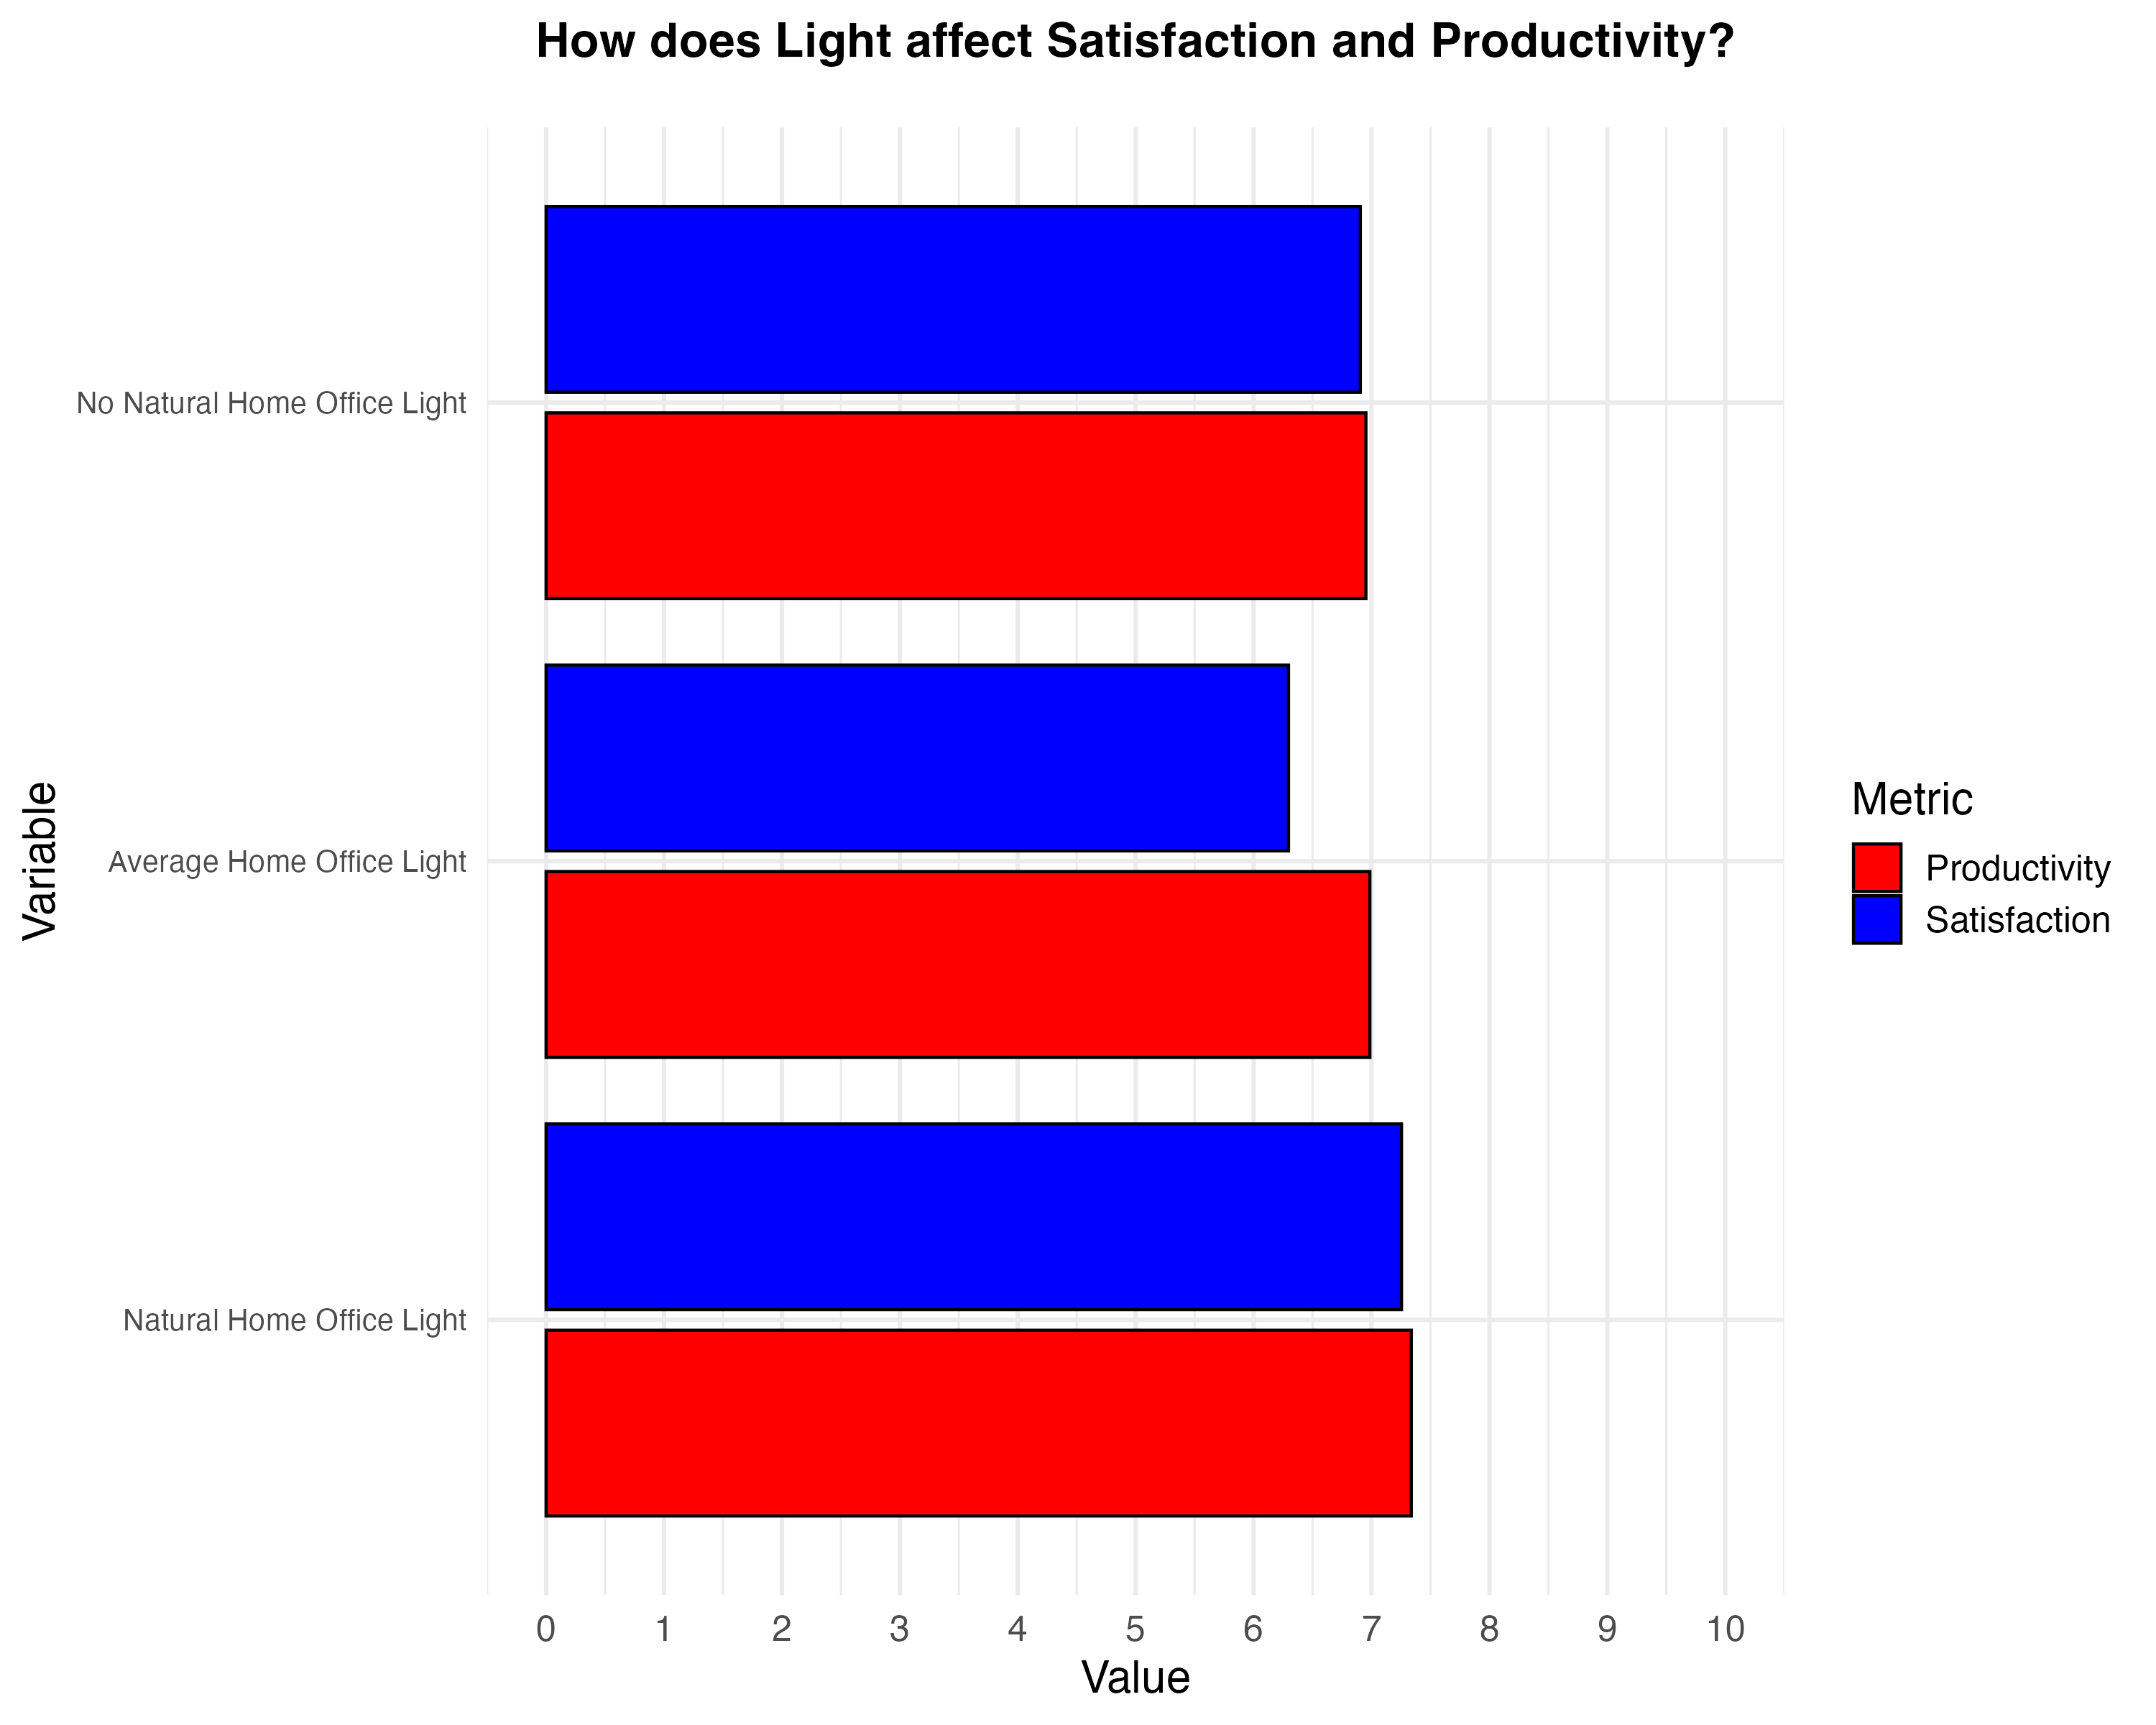 How does Light affect Satisfaction and Productivity?
No Natural Home Office Light
Average Home Office Light
Natural Home Office Light
Variable
0 1 2 3 4 5 6 7 8 9 10
Value
Metric
Productivity
Satisfaction